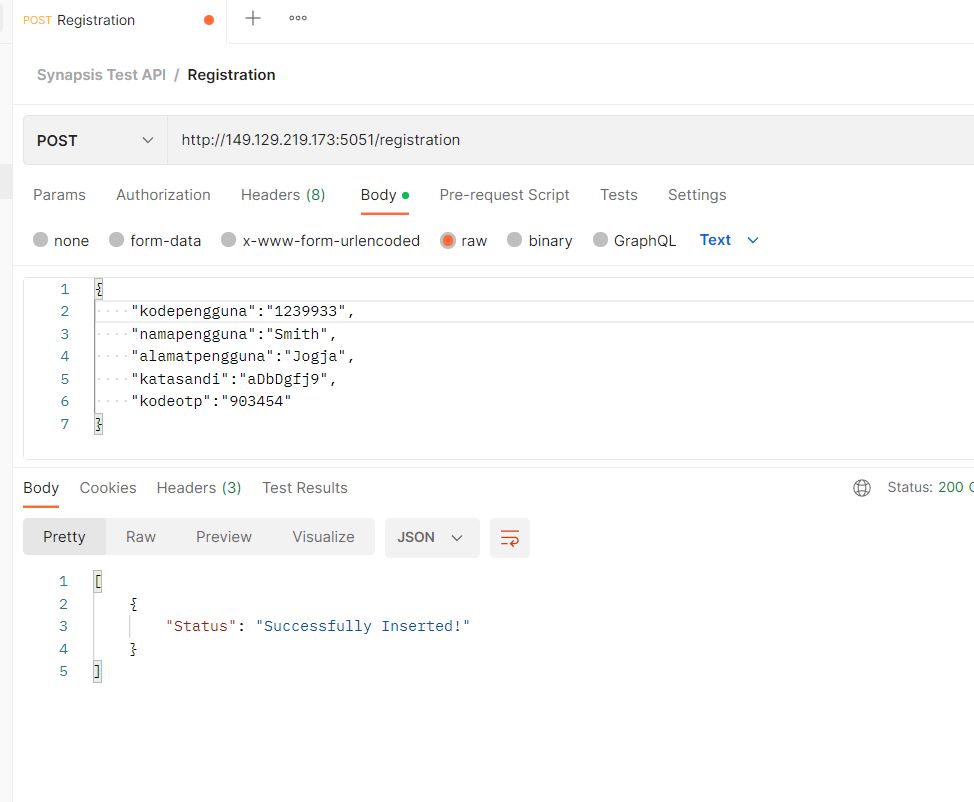 POST Registration
Synapsis Test API / Registration
POST http://149.129.219.173:5051/registration
Params Authorization Headers (8) Body Pre-request Script Tests Settings
none form-data x-www-form-urlencoded raw binary GraphQL Text
1 {
2 "kodepengguna":"1239933",
3 "namapengguna":"Smith",
4 "alamatpengguna":"Jogja",
5 "katasandi":"aDbDgfj9",
6 "kodeotp":"903454"
7 }
Body Cookies Headers (3) Test Results Status: 200
Pretty Raw Preview Visualize JSON
1 [
2 {
3 "Status": "Successfully Inserted!"
4 }
5 ]